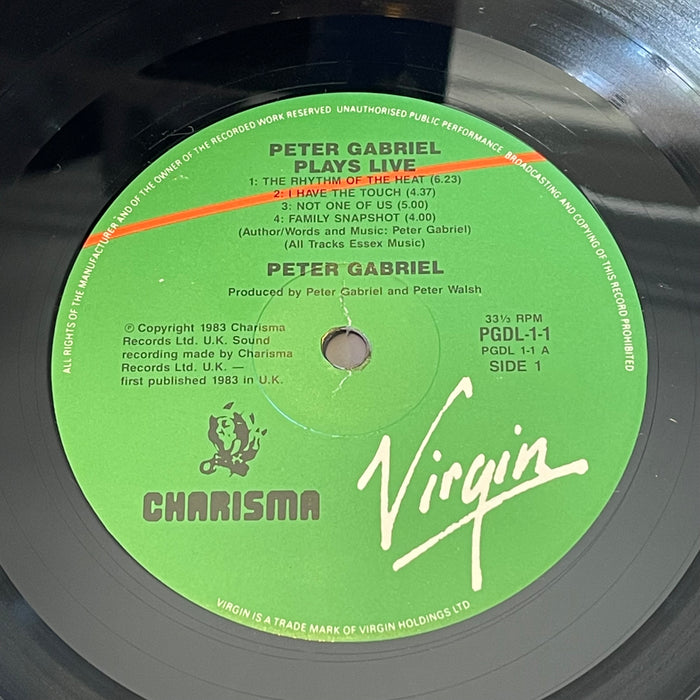 ALL RIGHTS OF THE MANUFACTURER AND OF THE OWNER OF THE RECORDED WORK RESERVED. UNAUTHORISED PUBLIC PERFORMANCE, BROADCASTING AND COPYING OF THIS RECORD PROHIBITED
PETER GABRIEL
PLAYS LIVE
1: THE RHYTHM OF THE HEAT (6.23)
2: I HAVE THE TOUCH (4.37)
3: NOT ONE OF US (5.00)
4: FAMILY SNAPSHOT (4.00)
(Author/Words and Music: Peter Gabriel)
(All Tracks Essex Music)
PETER GABRIEL
Produced by Peter Gabriel and Peter Walsh
℗ Copyright 1983 Charisma
Records Ltd. U.K. Sound
recording made by Charisma
Records Ltd. U.K. —
first published 1983 in U.K.
33⅓ RPM
PGDL-1-1
PGDL 1-1 A
SIDE 1
CHARISMA
Virgin
VIRGIN IS A TRADE MARK OF VIRGIN HOLDINGS LTD